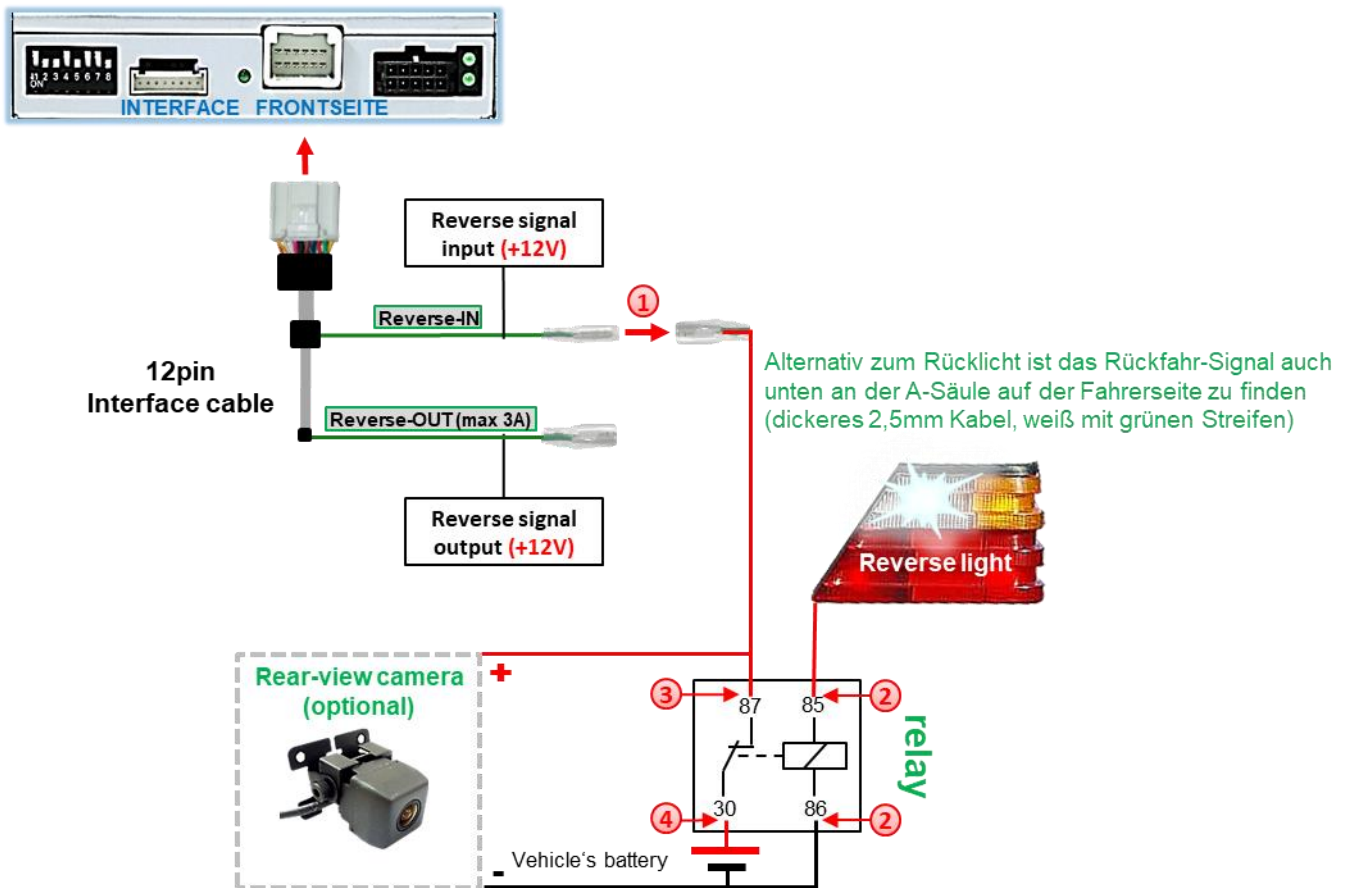 1 2 3 4 5 6 7 8
ON
INTERFACE FRONTSEITE
Reverse signal
input (+12V)
Reverse-IN
1
12pin
Interface cable
Alternativ zum Rücklicht ist das Rückfahr-Signal auch
unten an der A-Säule auf der Fahrerseite zu finden
(dickeres 2,5mm Kabel, weiß mit grünen Streifen)
Reverse-OUT (max 3A)
Reverse signal
output (+12V)
Reverse light
Rear-view camera
(optional)
+
3
87
85
2
relay
4
30
86
2
-
Vehicle's battery